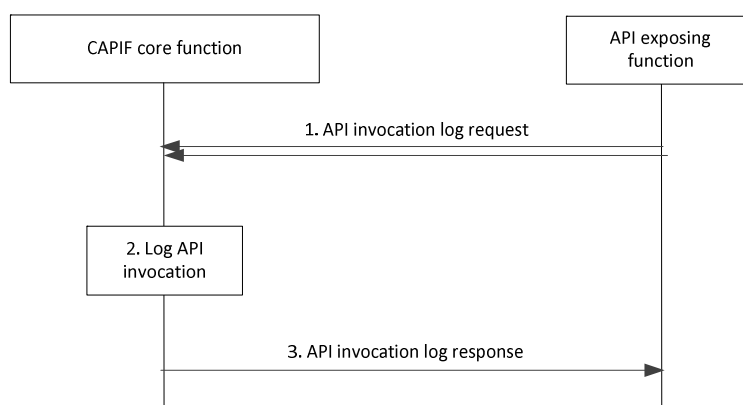 CAPIF core function
API exposing
function
1. API invocation log request
2. Log API
invocation
3. API invocation log response